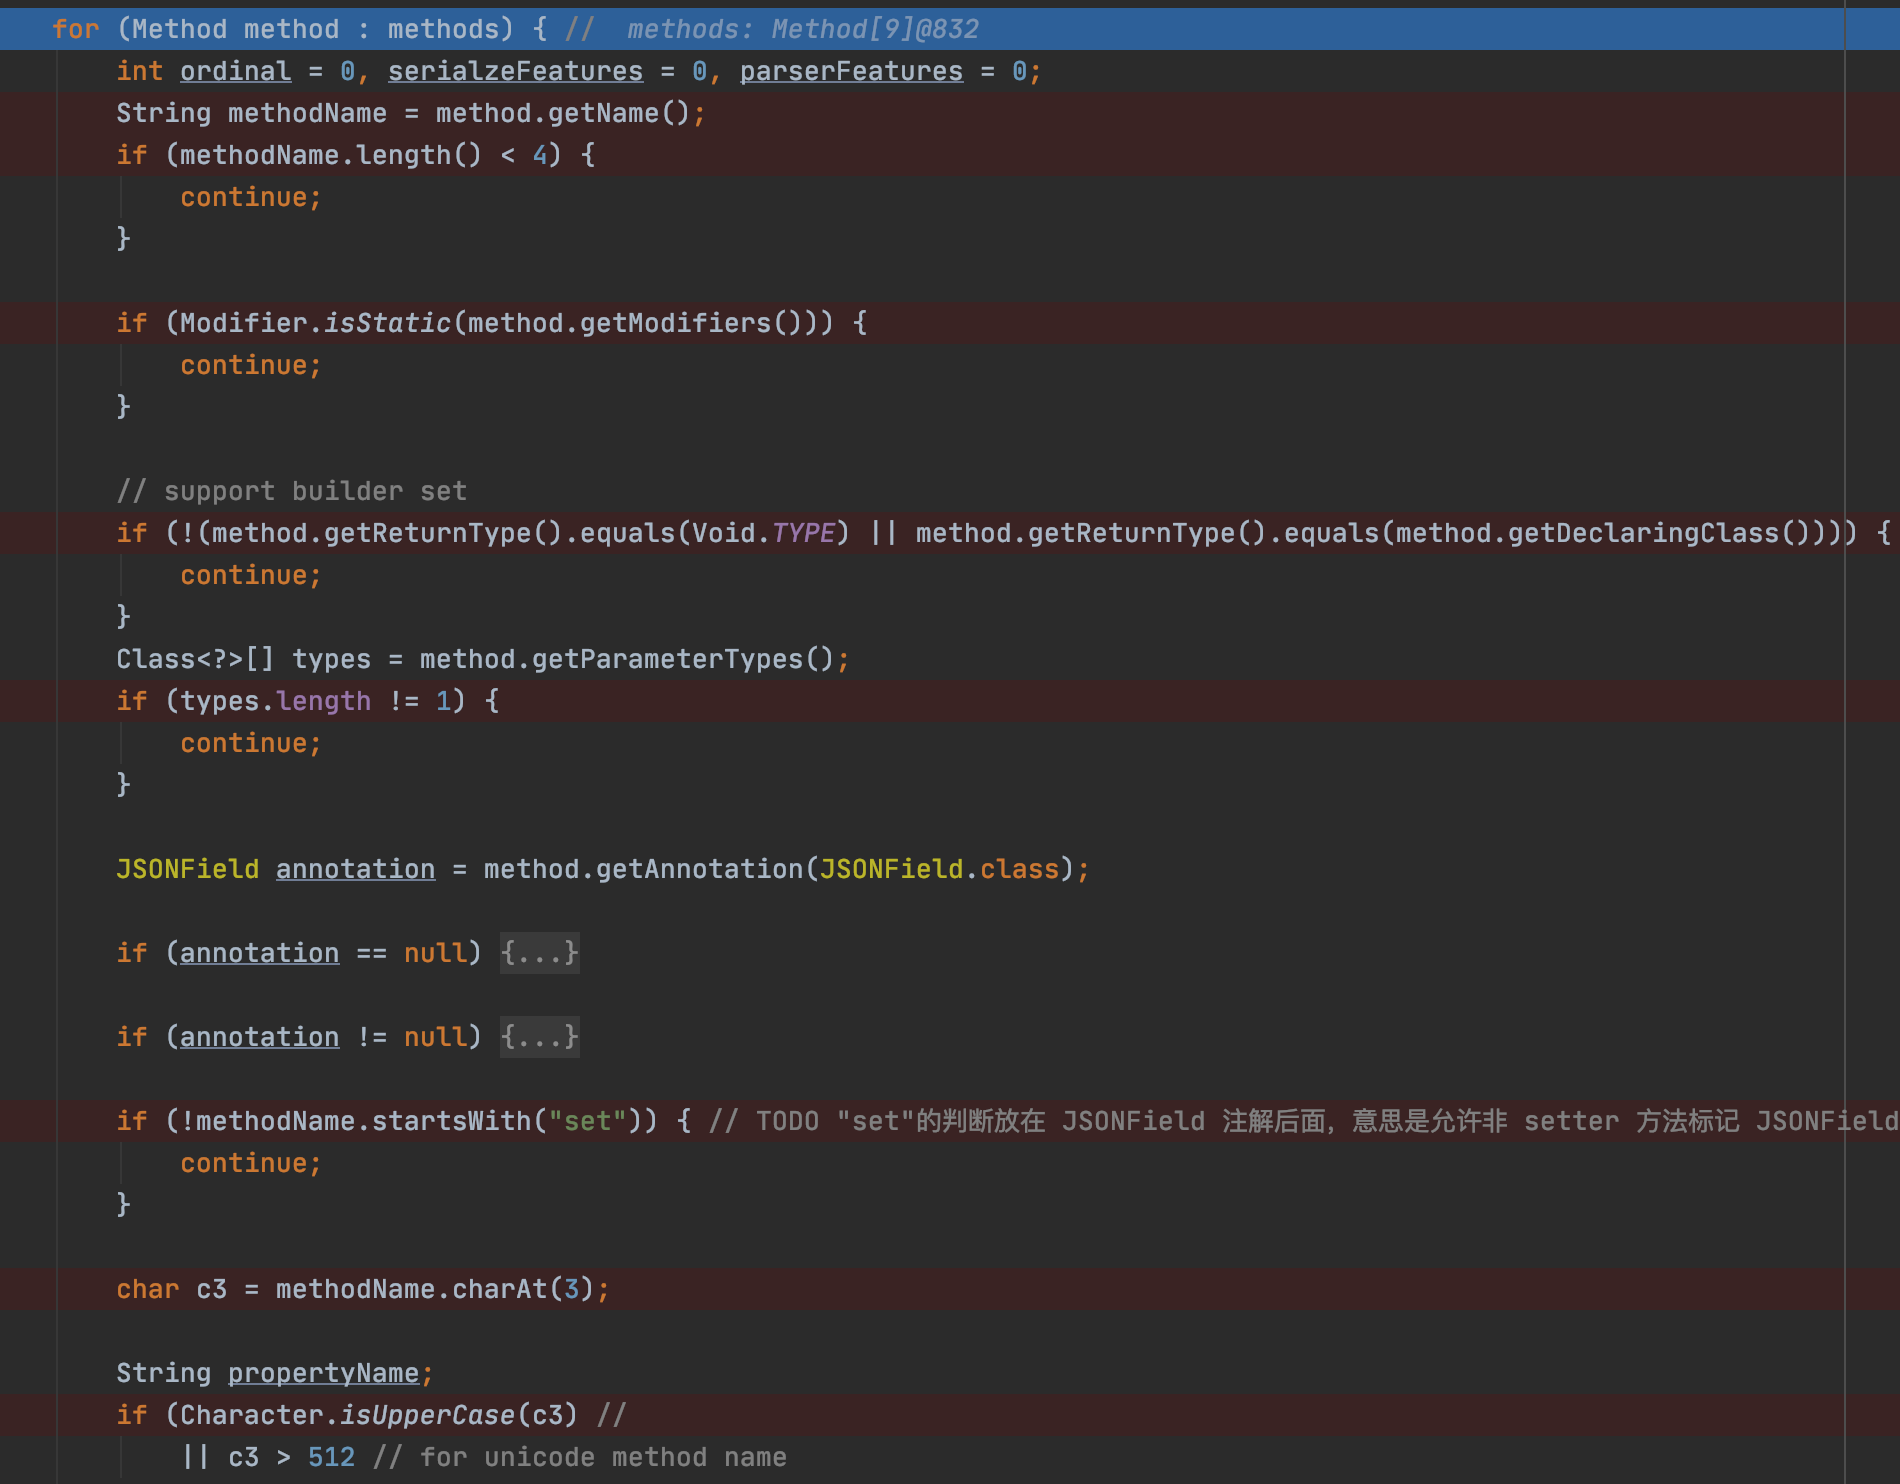 for (Method method : methods) { //  methods: Method[9]@832
int ordinal = 0, serialzeFeatures = 0, parserFeatures = 0;
String methodName = method.getName();
if (methodName.length() < 4) {
continue;
}
if (Modifier.isStatic(method.getModifiers())) {
continue;
}
// support builder set
if (!(method.getReturnType().equals(Void.TYPE) || method.getReturnType().equals(method.getDeclaringClass()))) {
continue;
}
Class<?>[] types = method.getParameterTypes();
if (types.length != 1) {
continue;
}
JSONField annotation = method.getAnnotation(JSONField.class);
if (annotation == null) {...}
if (annotation != null) {...}
if (!methodName.startsWith("set")) { // TODO "set"的判断放在 JSONField 注解后面，意思是允许非 setter 方法标记 JSONField
continue;
}
char c3 = methodName.charAt(3);
String propertyName;
if (Character.isUpperCase(c3) //
|| c3 > 512 // for unicode method name